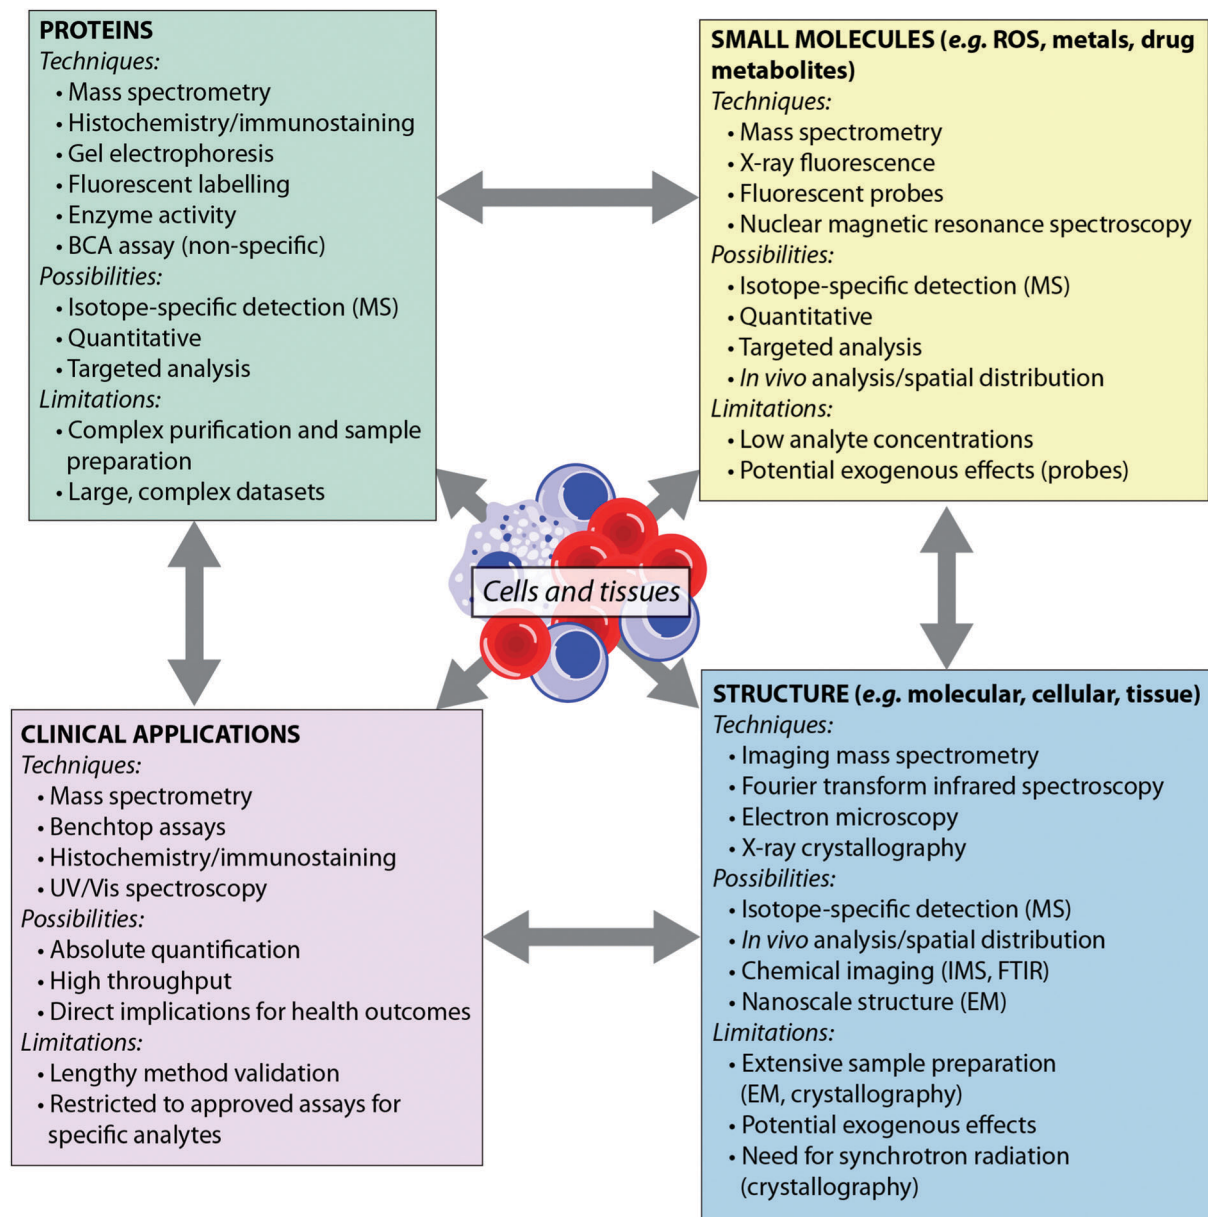 PROTEINS
Techniques:
• Mass spectrometry
• Histochemistry/immunostaining
• Gel electrophoresis
• Fluorescent labelling
• Enzyme activity
• BCA assay (non-specific)
Possibilities:
• Isotope-specific detection (MS)
• Quantitative
• Targeted analysis
Limitations:
• Complex purification and sample
preparation
• Large, complex datasets
SMALL MOLECULES (e.g. ROS, metals, drug
metabolites)
Techniques:
• Mass spectrometry
• X-ray fluorescence
• Fluorescent probes
• Nuclear magnetic resonance spectroscopy
Possibilities:
• Isotope-specific detection (MS)
• Quantitative
• Targeted analysis
• In vivo analysis/spatial distribution
Limitations:
• Low analyte concentrations
• Potential exogenous effects (probes)
Cells and tissues
CLINICAL APPLICATIONS
Techniques:
• Mass spectrometry
• Benchtop assays
• Histochemistry/immunostaining
• UV/Vis spectroscopy
Possibilities:
• Absolute quantification
• High throughput
• Direct implications for health outcomes
Limitations:
• Lengthy method validation
• Restricted to approved assays for
specific analytes
STRUCTURE (e.g. molecular, cellular, tissue)
Techniques:
• Imaging mass spectrometry
• Fourier transform infrared spectroscopy
• Electron microscopy
• X-ray crystallography
Possibilities:
• Isotope-specific detection (MS)
• In vivo analysis/spatial distribution
• Chemical imaging (IMS, FTIR)
• Nanoscale structure (EM)
Limitations:
• Extensive sample preparation
(EM, crystallography)
• Potential exogenous effects
• Need for synchrotron radiation
(crystallography)